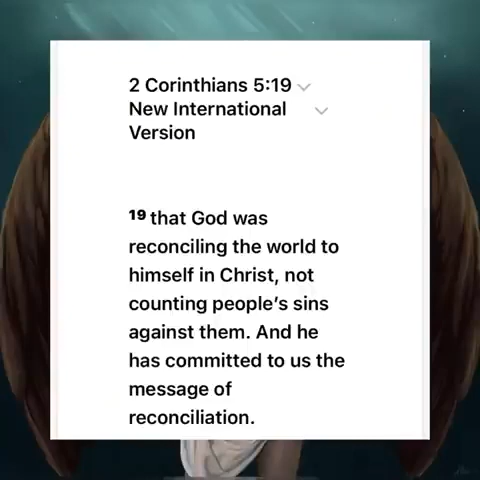 2 Corinthians 5:19
New International
Version
19 that God was
reconciling the world to
himself in Christ, not
counting people’s sins
against them. And he
has committed to us the
message of
reconciliation.